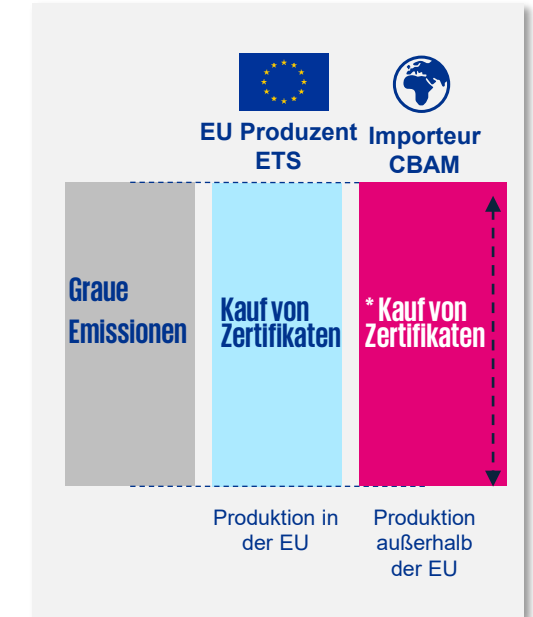 EU Produzent
ETS
Importeur
CBAM
Graue
Emissionen
Kauf von
Zertifikaten
* Kauf von
Zertifikaten
Produktion in
der EU
Produktion
außerhalb
der EU